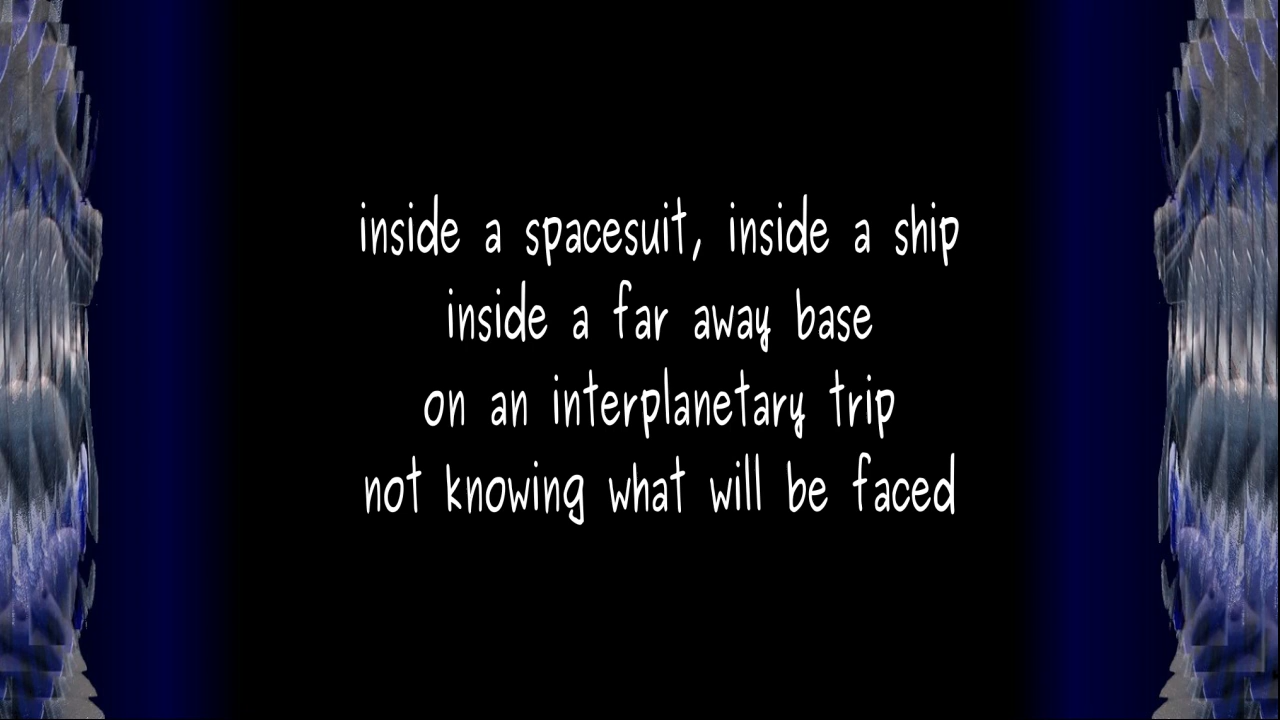 inside a spacesuit, inside a ship
inside a far away base
on an interplanetary trip
not knowing what will be faced